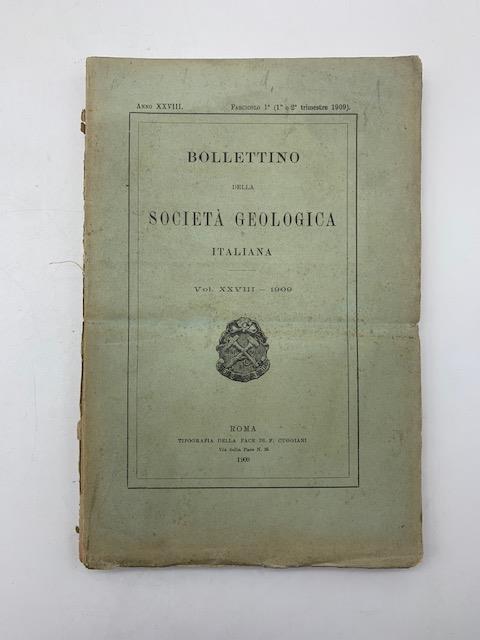 ANNO XXVIII. FASCICOLO 1° (1° e 2° trimestre 1909).
BOLLETTINO
DELLA
SOCIETÀ GEOLOGICA
ITALIANA
Vol. XXVIII – 1909
ROMA
TIPOGRAFIA DELLA PACE DI F. CUGGIANI
Via della Pace N. 35
1909